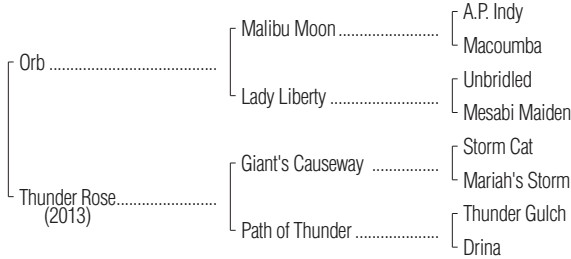 A.P. Indy
Malibu Moon ........................
Macoumba
Orb ........................................
Unbridled
Lady Liberty ..........................
Mesabi Maiden
Storm Cat
Giant's Causeway ................
Mariah's Storm
Thunder Rose........................
(2013)
Thunder Gulch
Path of Thunder ....................
Drina